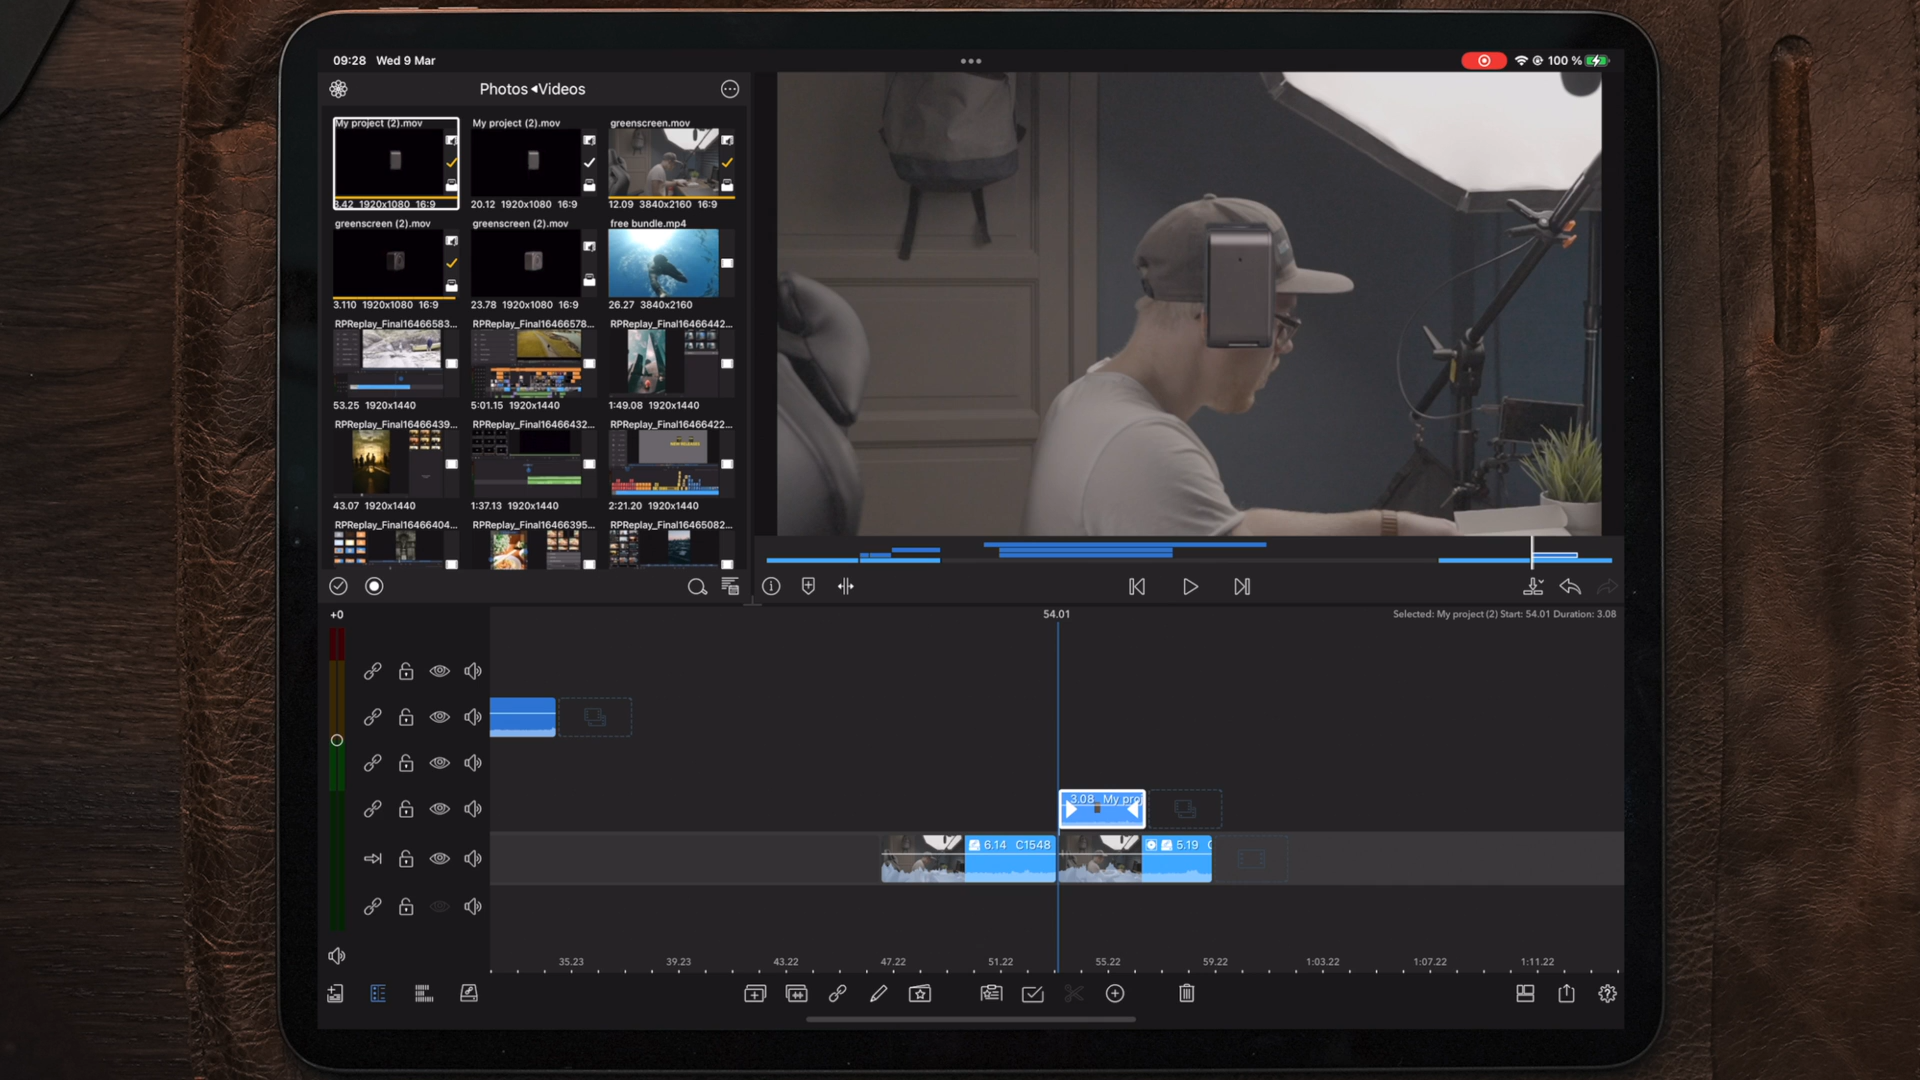 09:28 Wed 9 Mar
100 %
Photos Videos
My project (2).mov
My project (2).mov
greenscreen.mov
3.42 1920x1080 16:9
20.12 1920x1080 16:9
12.09 3840x2160 16:9
greenscreen (2).mov
greenscreen (2).mov
free bundle.mp4
3.110 1920x1080 16:9
23.78 1920x1080 16:9
26.27 3840x2160
RPReplay_Final16466583...
RPReplay_Final16466578...
RPReplay_Final16466442...
53.25 1920x1440
5:01.15 1920x1440
1:49.08 1920x1440
RPReplay_Final16466439...
RPReplay_Final16466432...
RPReplay_Final16466422...
43.07 1920x1440
1:37.13 1920x1440
2:21.20 1920x1440
RPReplay_Final16466404...
RPReplay_Final16466395...
RPReplay_Final16465082...
+0
54.01
Selected: My project (2) Start: 54.01 Duration: 3.08
3.08 My proj
6.14 C1548
5.19
35.23
39.23
43.22
47.22
51.22
55.22
59.22
1:03.22
1:07.22
1:11.22